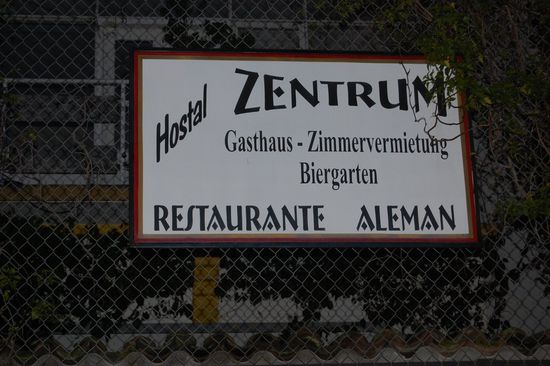 Hostal ZENTRUM
Gasthaus - Zimmervermietung
Biergarten
RESTAURANTE ALEMAN